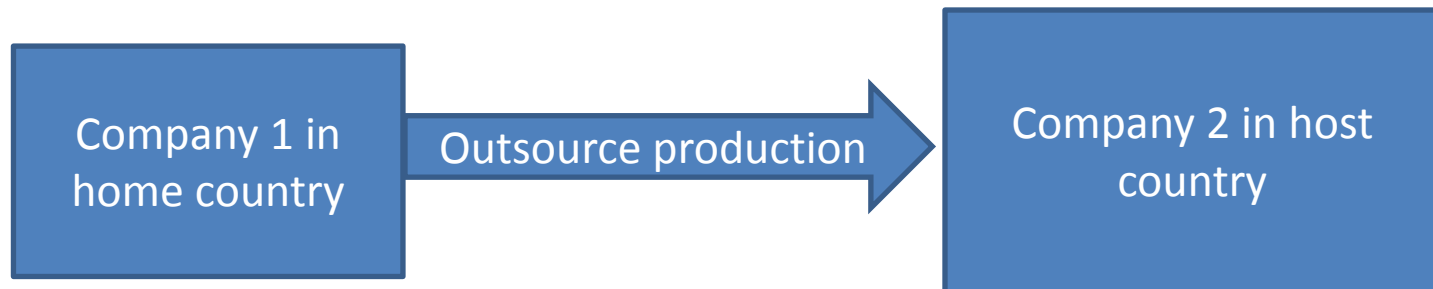 Company 1 in
home country
Outsource production
Company 2 in host
country